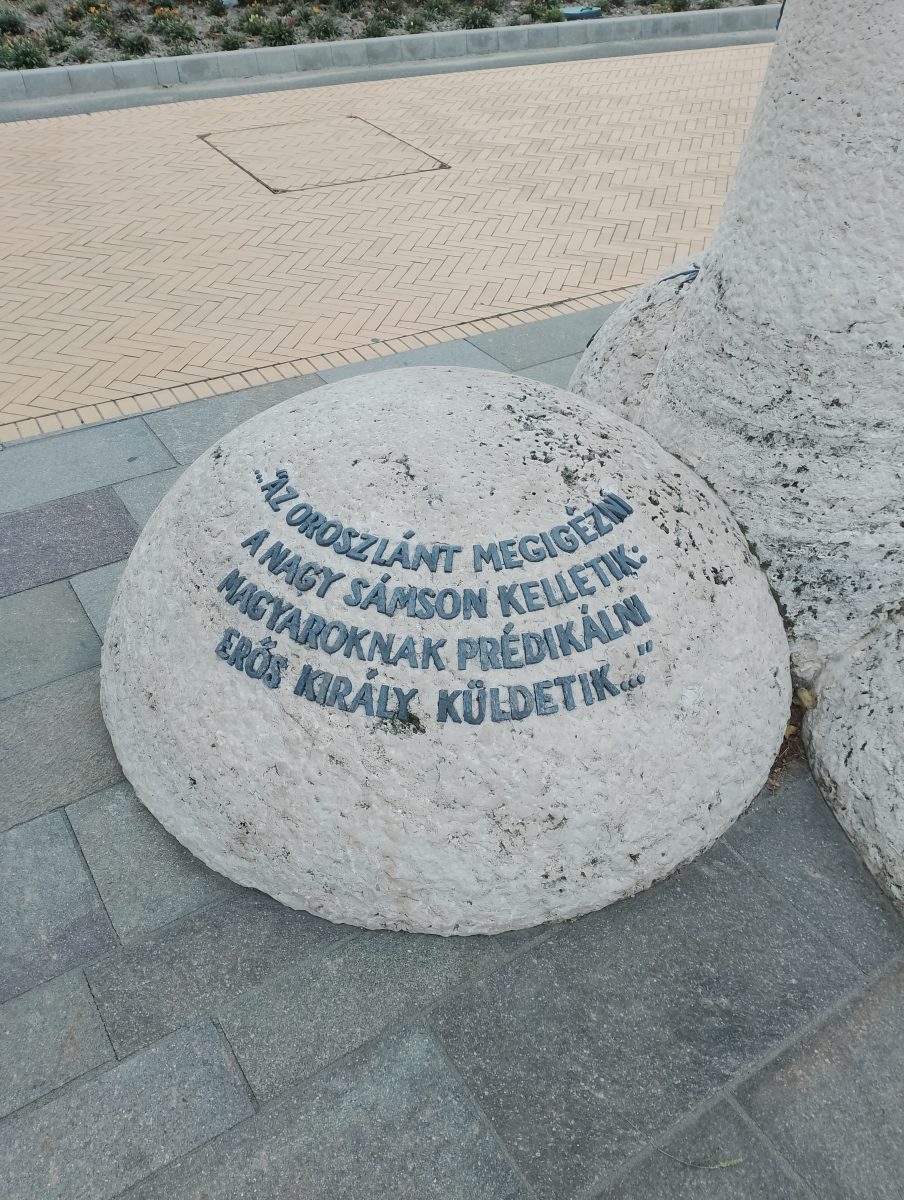 "...AZ OROSZLÁNT MEGIGÉZNI
A NAGY SÁMSON KELLETIK:
MAGYAROKNAK PRÉDIKÁLNI
ERŐS KIRÁLY KÜLDETIK..."